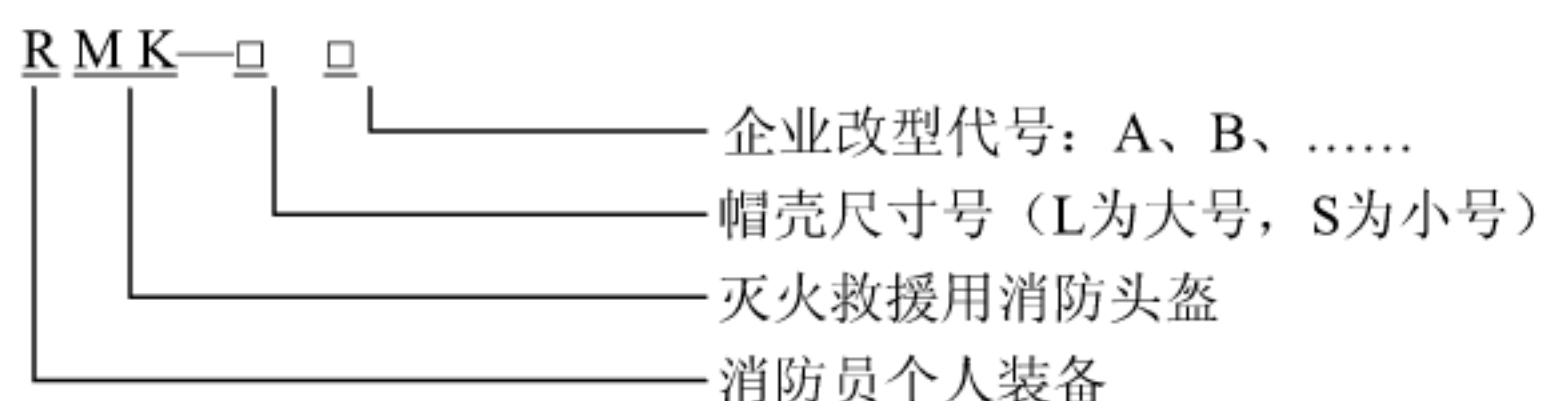 R M K—□ □
企业改型代号：A、B、……
帽壳尺寸号（L为大号，S为小号）
灭火救援用消防头盔
消防员个人装备